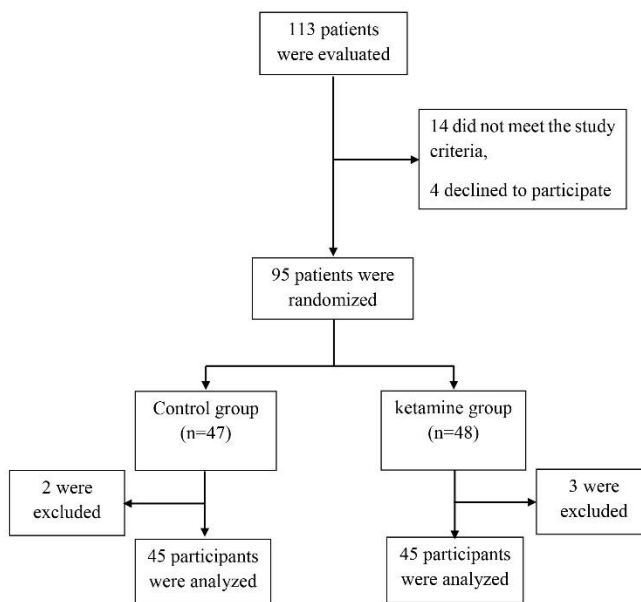 113 patients
were evaluated
14 did not meet the study
criteria,
4 declined to participate
95 patients were
randomized
Control group
(n=47)
ketamine group
(n=48)
2 were
excluded
3 were
excluded
45 participants
were analyzed
45 participants
were analyzed